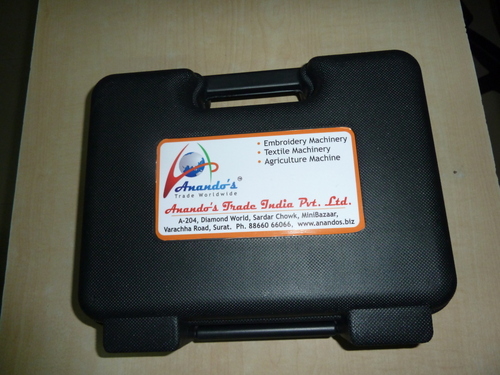 • Embroidery Machinery
• Textile Machinery
• Agriculture Machine
Anando's®
Trade Worldwide
Anando's Trade India Pvt. Ltd.
A-204, Diamond World, Sardar Chowk, MiniBazaar,
Varachha Road, Surat. Ph. 88660 66066, www.anandos.biz